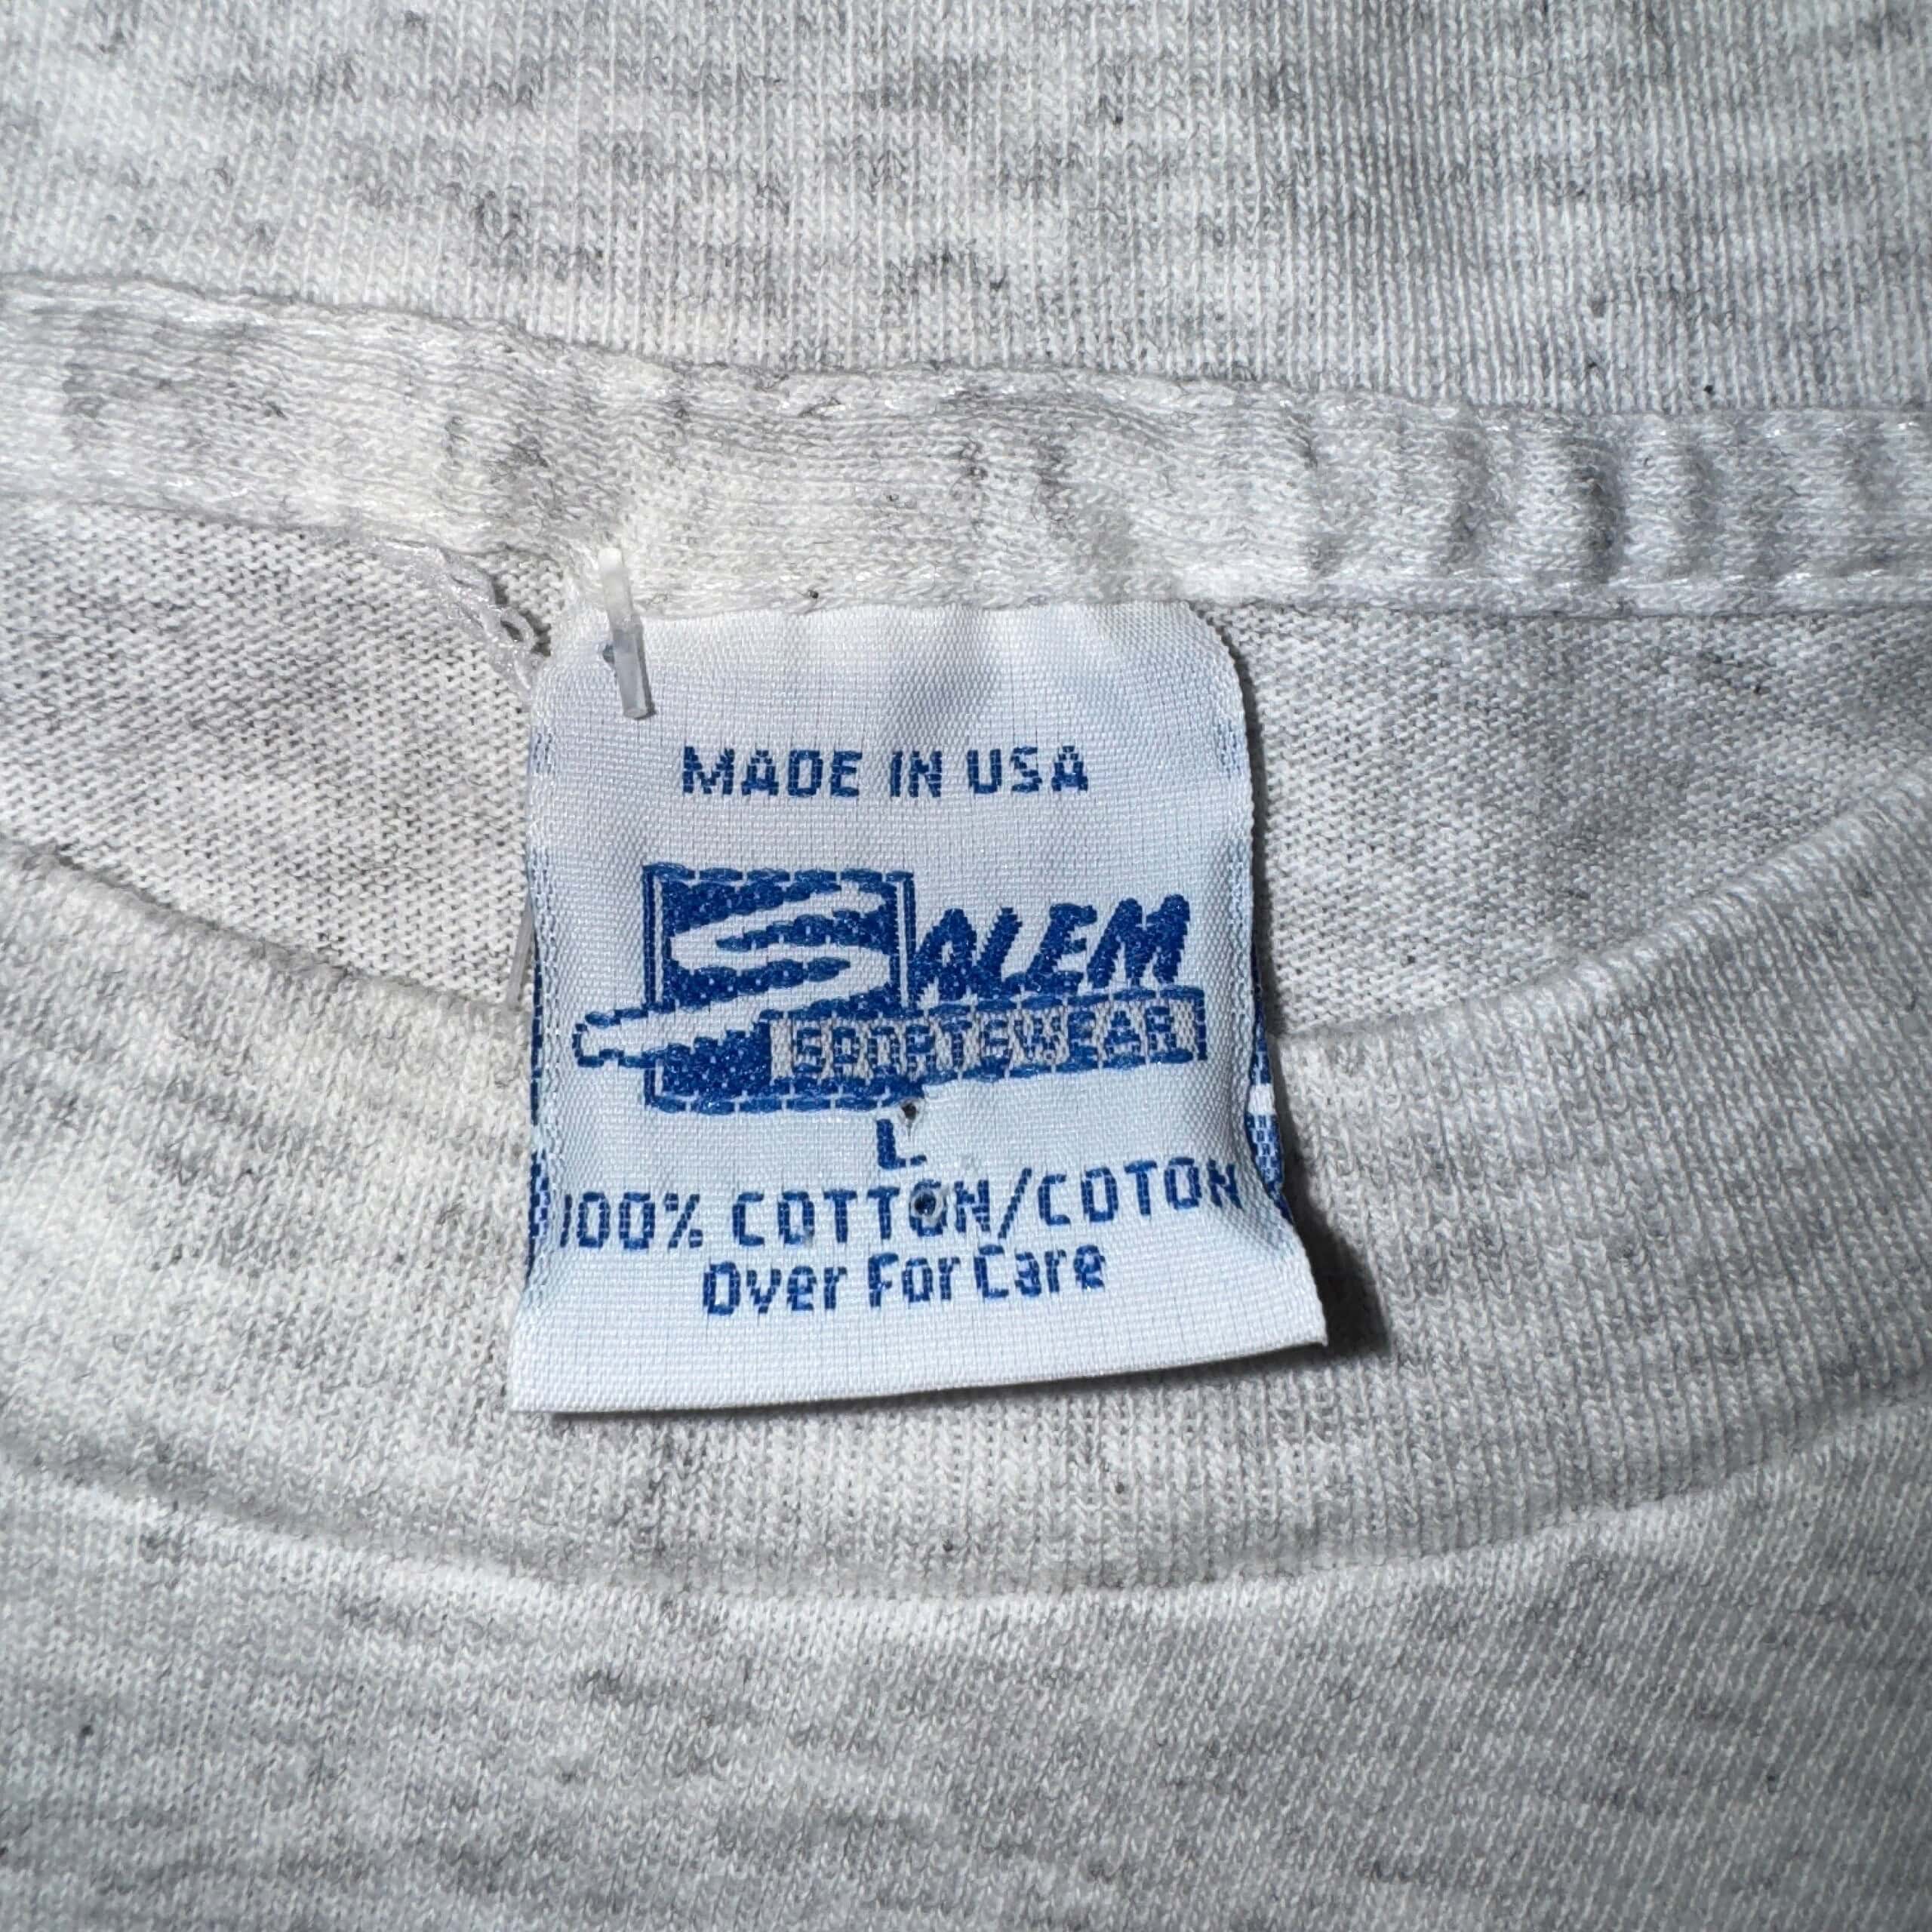 MADE IN USA
SALEM
SPORTSWEAR
L
100% COTTON/COTON
Over For Care